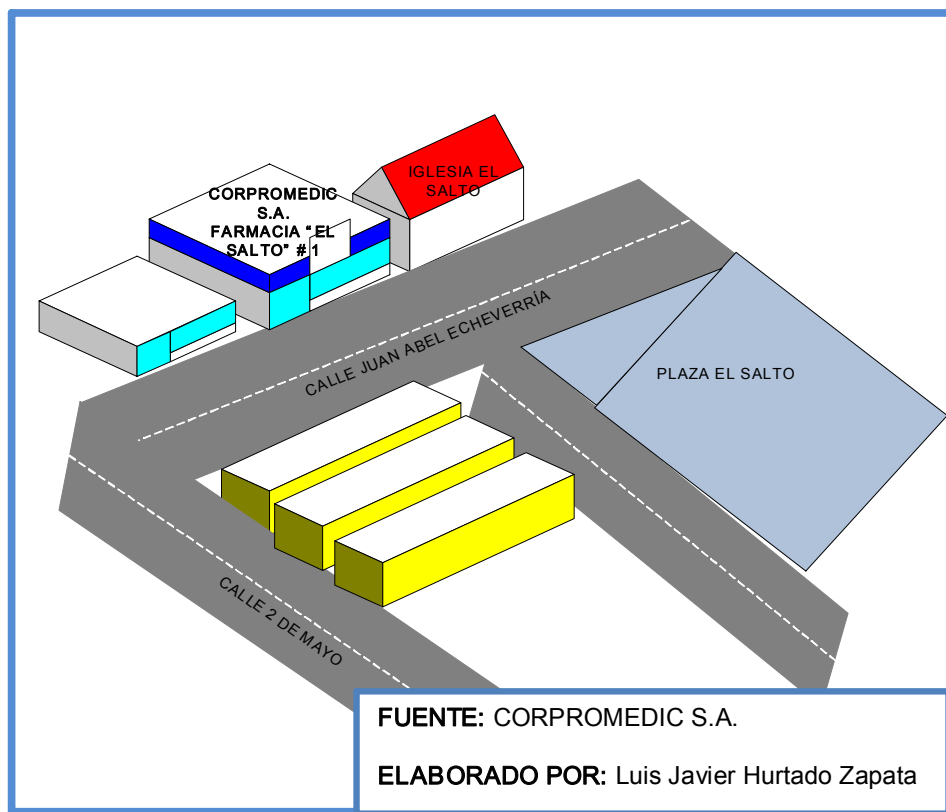 IGLESIA EL
SALTO
CORPROMEDIC
S.A.
FARMACIA "EL
SALTO" # 1
CALLE JUAN ABEL ECHEVERRÍA
PLAZA EL SALTO
CALLE 2 DE MAYO
FUENTE: CORPROMEDIC S.A.
ELABORADO POR: Luis Javier Hurtado Zapata